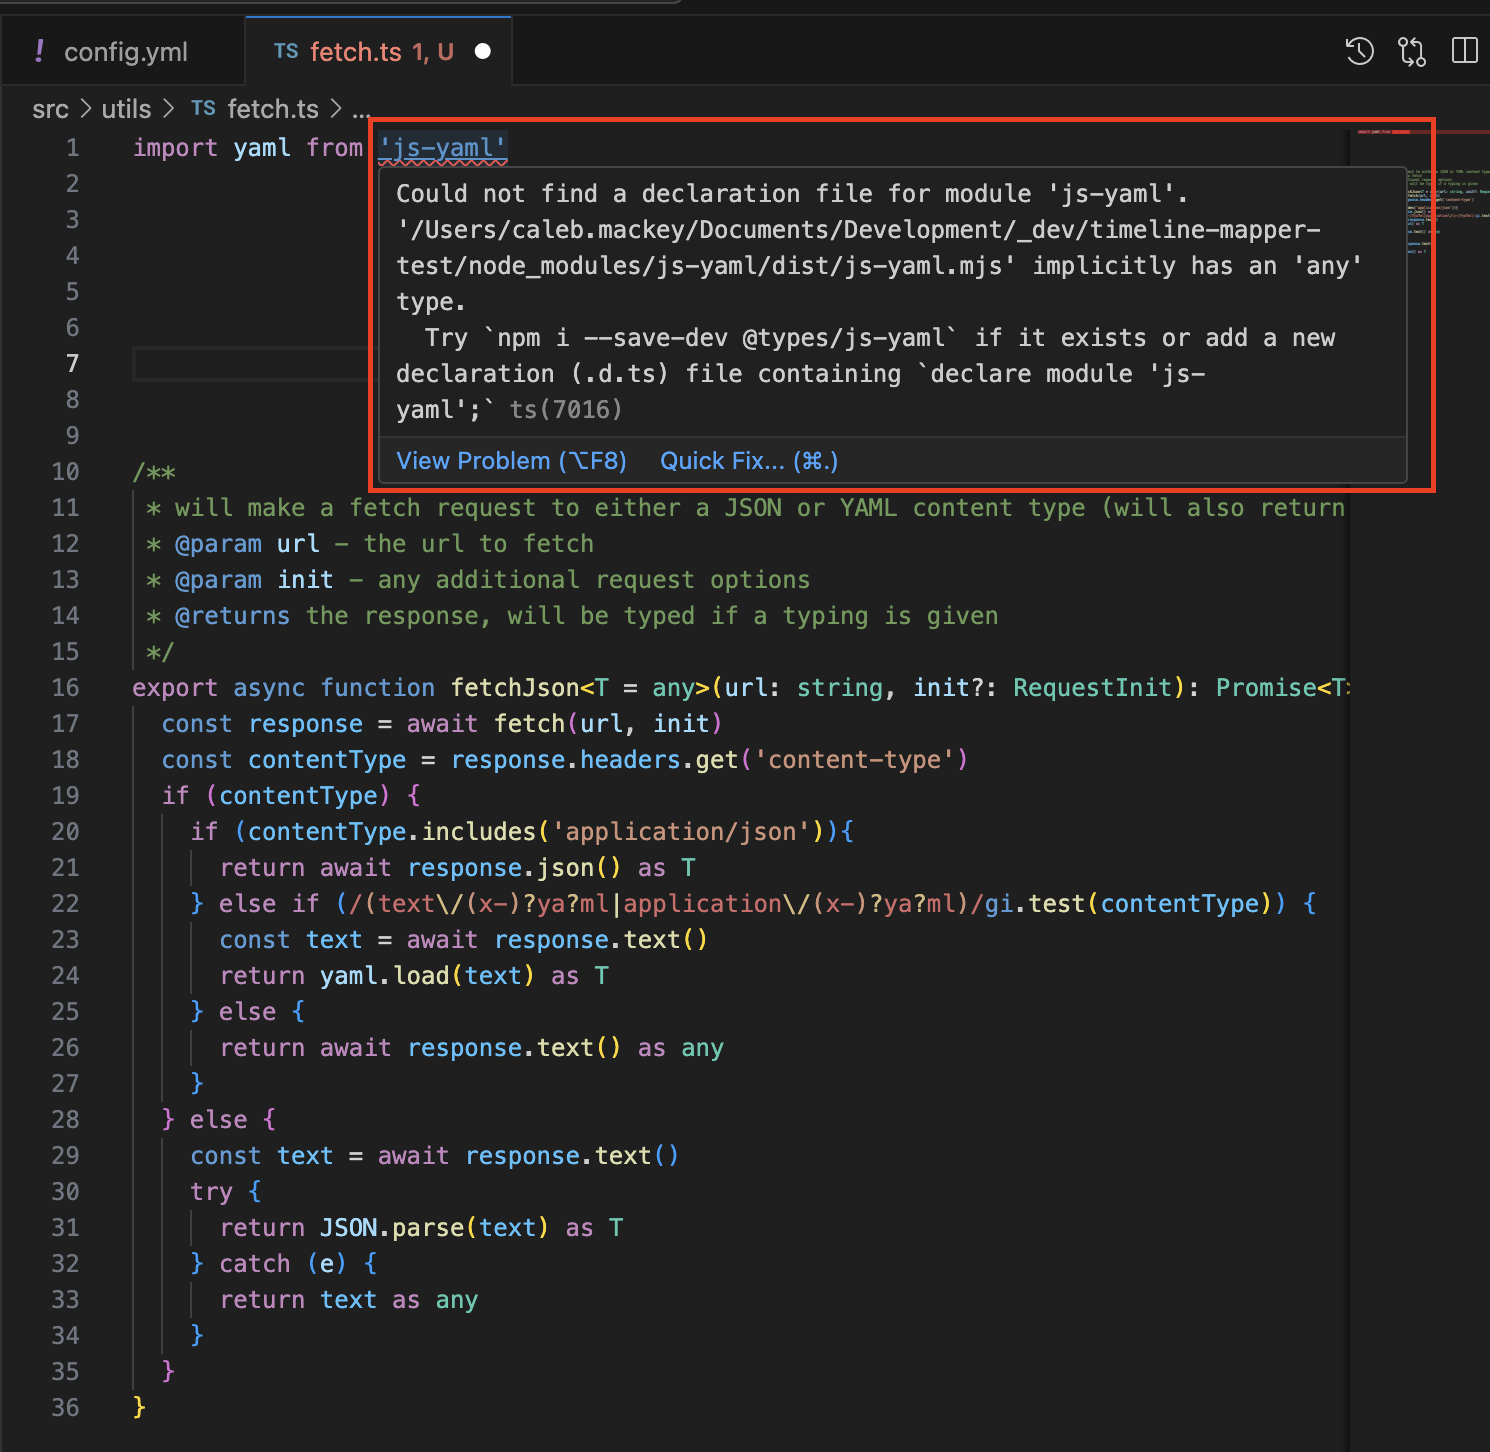 ! config.yml
TS fetch.ts 1, U
src > utils > TS fetch.ts > ...
1 import yaml from 'js-yaml'
Could not find a declaration file for module 'js-yaml'.
'/Users/caleb.mackey/Documents/Development/_dev/timeline-mapper-
test/node_modules/js-yaml/dist/js-yaml.mjs' implicitly has an 'any'
type.
Try `npm i --save-dev @types/js-yaml` if it exists or add a new
declaration (.d.ts) file containing `declare module 'js-
yaml';` ts(7016)
View Problem (⌥F8) Quick Fix... (⌘.)
2
3
4
5
6
7
8
9
10 /**
11 * will make a fetch request to either a JSON or YAML content type (will also return
12 * @param url - the url to fetch
13 * @param init - any additional request options
14 * @returns the response, will be typed if a typing is given
15 */
16 export async function fetchJson<T = any>(url: string, init?: RequestInit): Promise<T>
17 const response = await fetch(url, init)
18 const contentType = response.headers.get('content-type')
19 if (contentType) {
20 if (contentType.includes('application/json')){
21 return await response.json() as T
22 } else if (/(text\/(x-)?ya?ml|application\/(x-)?ya?ml)/gi.test(contentType)) {
23 const text = await response.text()
24 return yaml.load(text) as T
25 } else {
26 return await response.text() as any
27 }
28 } else {
29 const text = await response.text()
30 try {
31 return JSON.parse(text) as T
32 } catch (e) {
33 return text as any
34 }
35 }
36 }